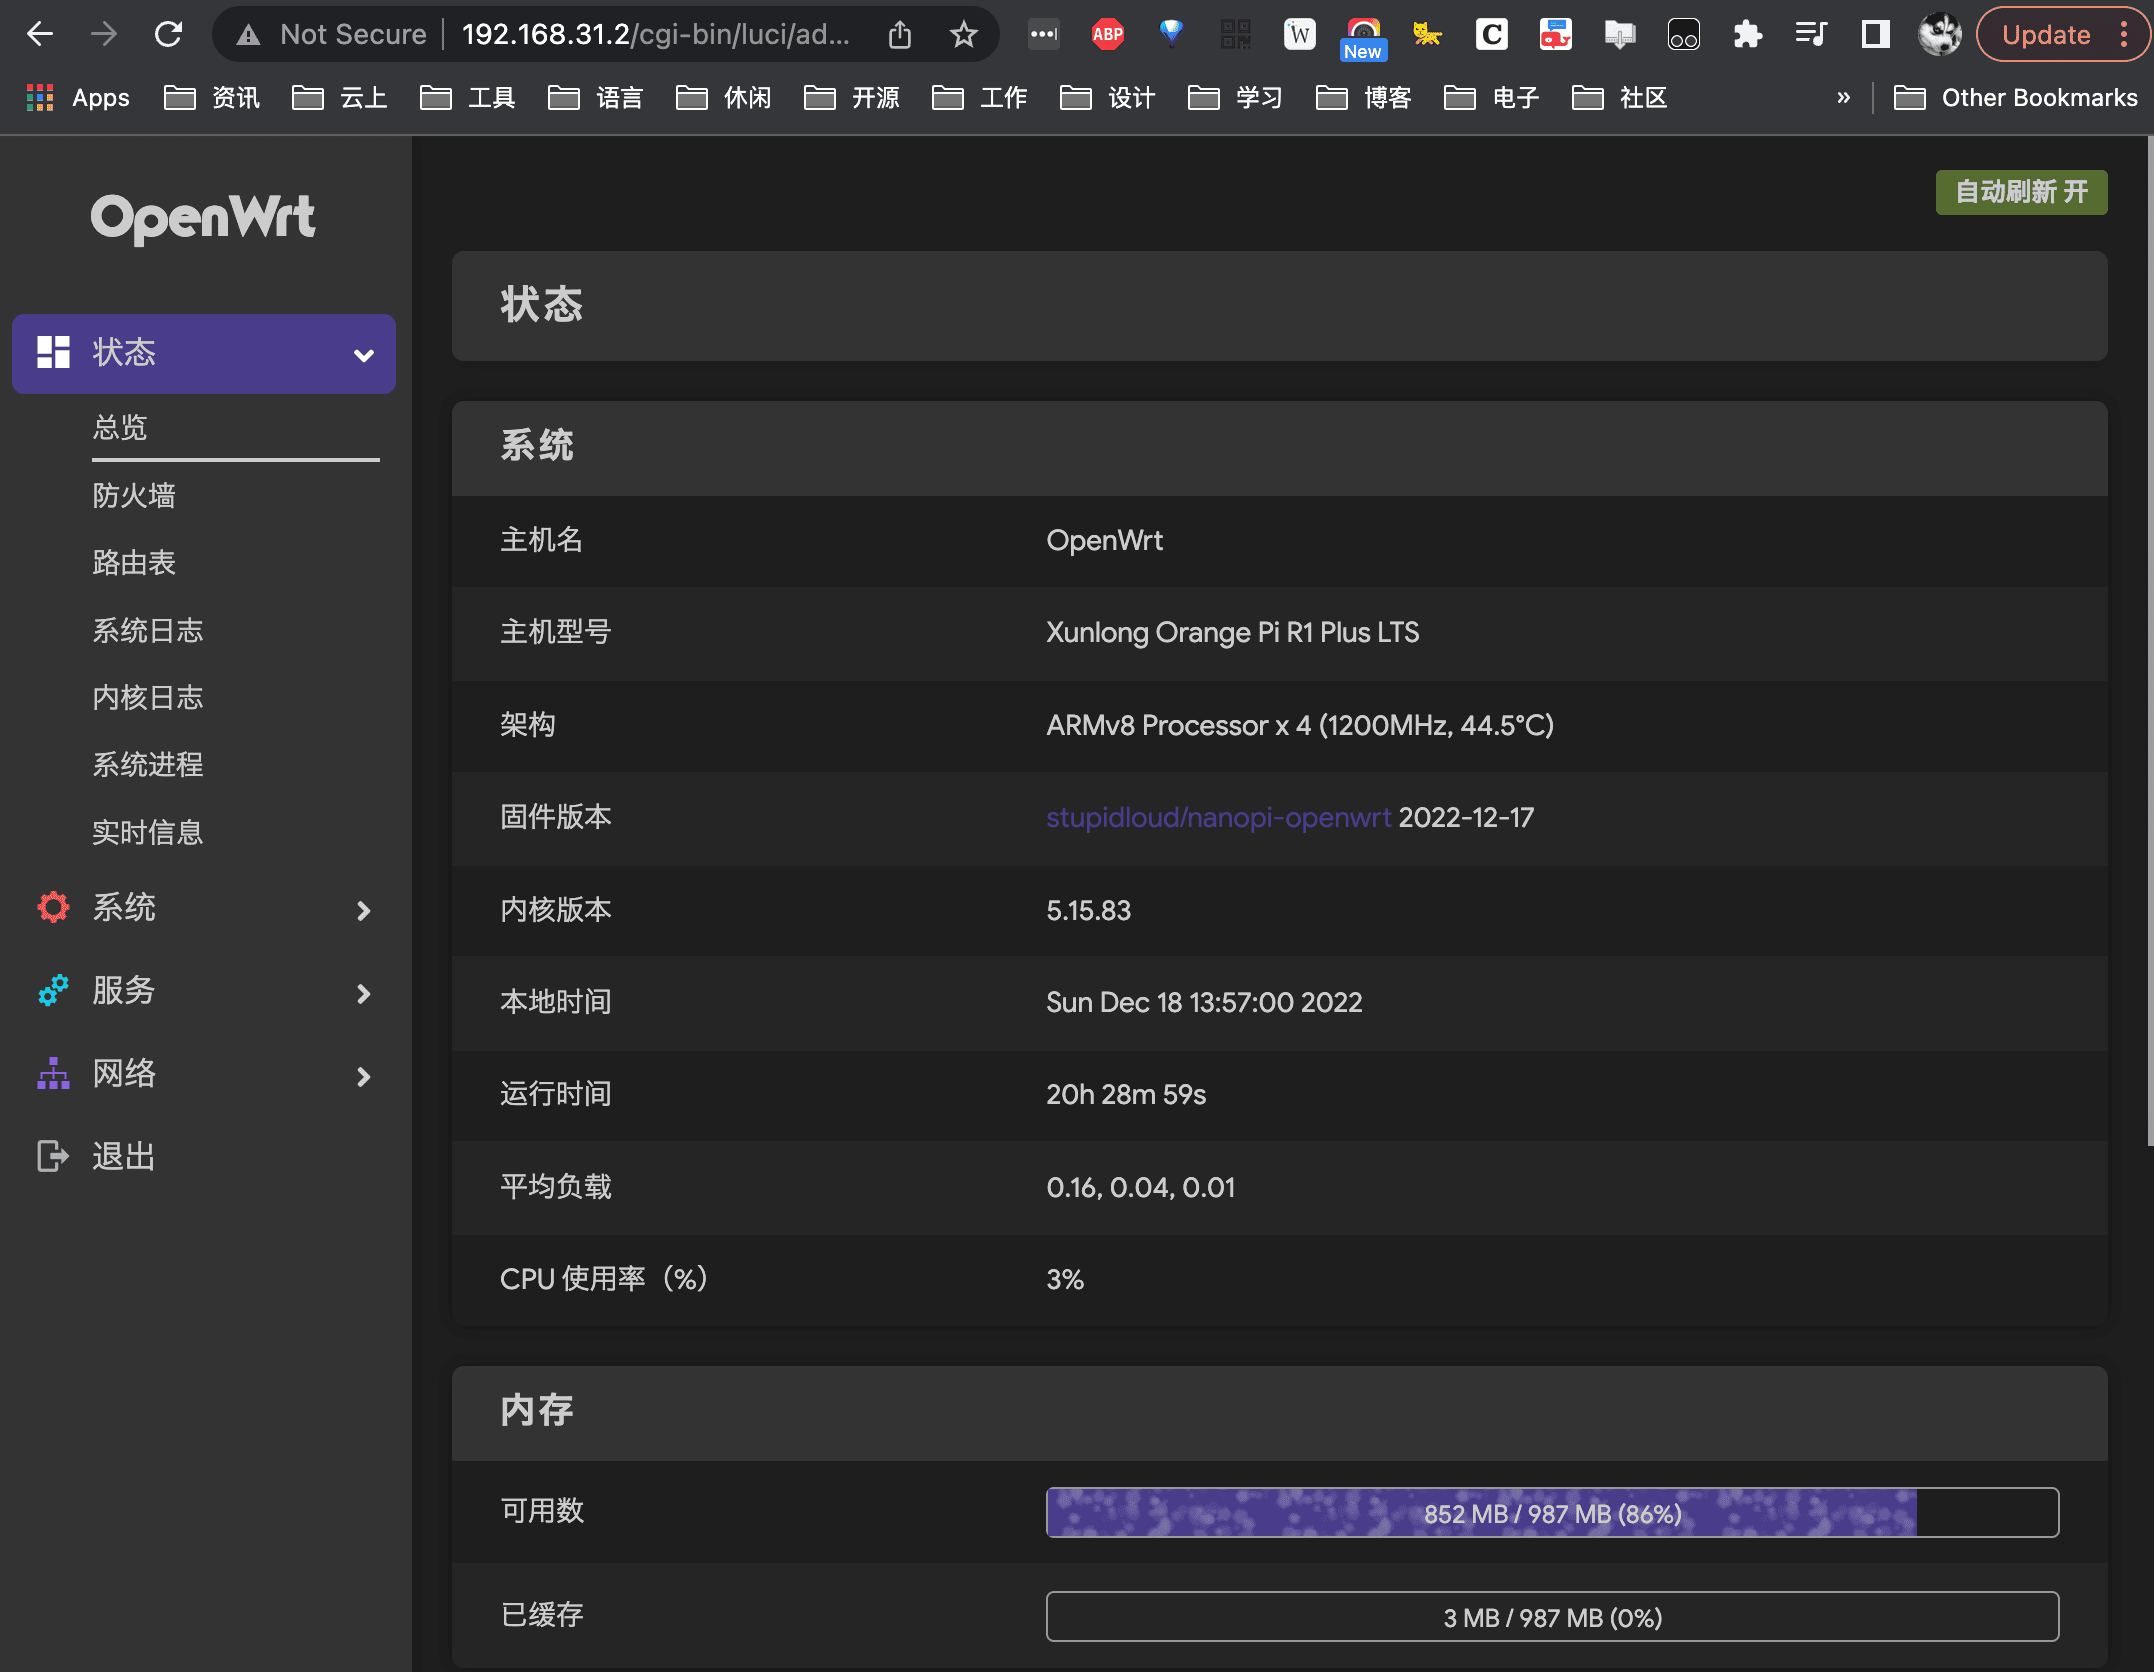 Not Secure 192.168.31.2/cgi-bin/luci/ad...
ABP W New C
Update
Apps 资讯 云上 工具 语言 休闲 开源 工作 设计 学习 博客 电子 社区 » Other Bookmarks
OpenWrt
自动刷新 开
状态
总览
防火墙
路由表
系统日志
内核日志
系统进程
实时信息
系统
服务
网络
退出
状态
系统
主机名 OpenWrt
主机型号 Xunlong Orange Pi R1 Plus LTS
架构 ARMv8 Processor x 4 (1200MHz, 44.5°C)
固件版本 stupidloud/nanopi-openwrt 2022-12-17
内核版本 5.15.83
本地时间 Sun Dec 18 13:57:00 2022
运行时间 20h 28m 59s
平均负载 0.16, 0.04, 0.01
CPU 使用率（%） 3%
内存
可用数 852 MB / 987 MB (86%)
已缓存 3 MB / 987 MB (0%)